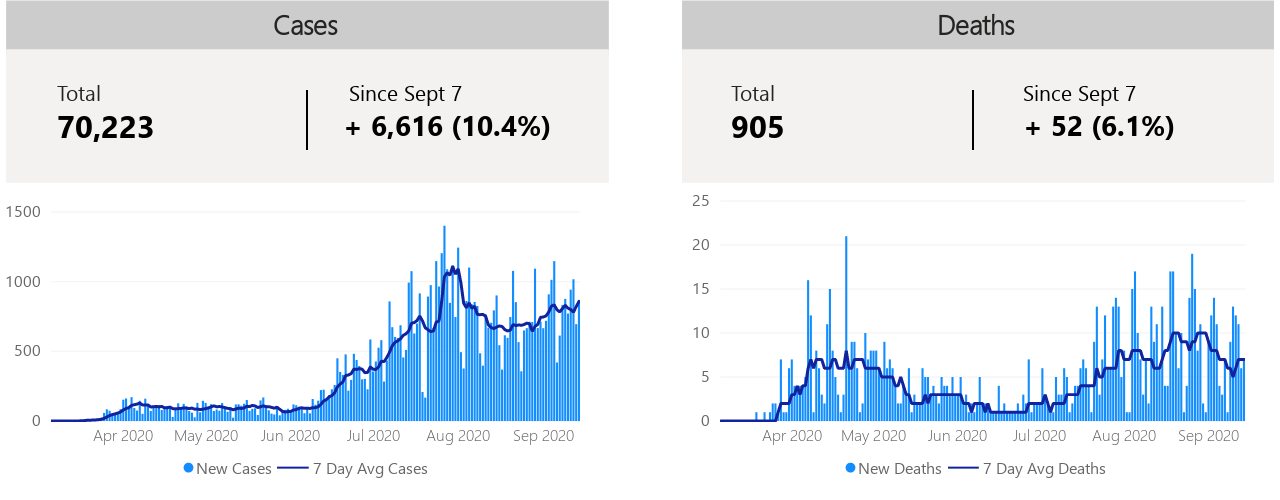 Cases
Total
70,223
Since Sept 7
+ 6,616 (10.4%)
1500
1000
500
0
Apr 2020 May 2020 Jun 2020 Jul 2020 Aug 2020 Sep 2020
New Cases 7 Day Avg Cases
Deaths
Total
905
Since Sept 7
+ 52 (6.1%)
25
20
15
10
5
0
Apr 2020 May 2020 Jun 2020 Jul 2020 Aug 2020 Sep 2020
New Deaths 7 Day Avg Deaths